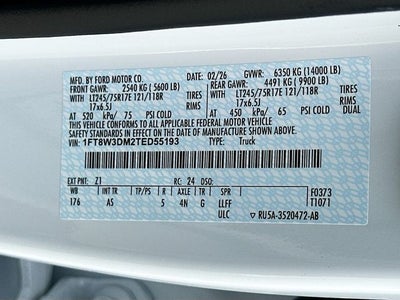 MFD. BY FORD MOTOR CO. DATE: 02/26 GVWR: 6350 KG (14000 LB)
FRONT GAWR: 2540 KG (5600 LB) REAR GAWR: 4491 KG (9900 LB)
WITH LT245/75R17E 121/118R TIRES WITH LT245/75R17E 121/118R TIRES
17x6.5J RIMS 17x6.5J RIMS
AT 520 kPa/ 75 PSI COLD AT 450 kPa/ 65 PSI COLD DUAL
THIS VEHICLE CONFORMS TO ALL APPLICABLE FEDERAL MOTOR VEHICLE
SAFETY STANDARDS IN EFFECT ON THE DATE OF MANUFACTURE SHOWN ABOVE.
VIN: 1FT8W3DM2TED55193 TYPE: Truck
EXT PNT: Z1 RC: 24 DSO: F0373
WB INT TR TP/PS R AXLE TR SPR T1071
176 AS 5 4N G LLFF
ULC RU5A-3520472-AB